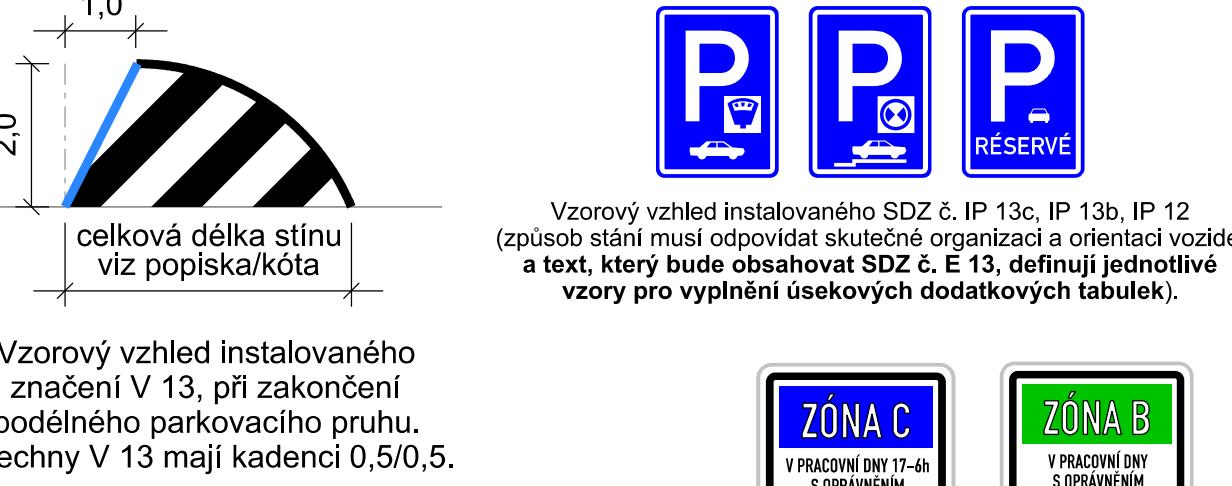 1,0
2,0
celková délka stínu
viz popiska/kóta
Vzorový vzhled instalovaného
značení V 13, při zakončení
podélného parkovacího pruhu.
mají kadenci 0,5/0,5.
P
P
P
RÉSERVÉ
Vzorový vzhled instalovaného SDZ č. IP 13c, IP 13b, IP 12
(způsob stání musí odpovídat skutečné organizaci a orientaci
a text, který bude obsahovat SDZ č. E 13, definují jednotlivé
vzory pro vyplnění úsekových dodatkových tabulek).
ZÓNA C
V PRACOVNÍ DNY 17–6h
S OPRÁVNĚNÍM
ZÓNA B
V PRACOVNÍ DNY
S OPRÁVNĚNÍM